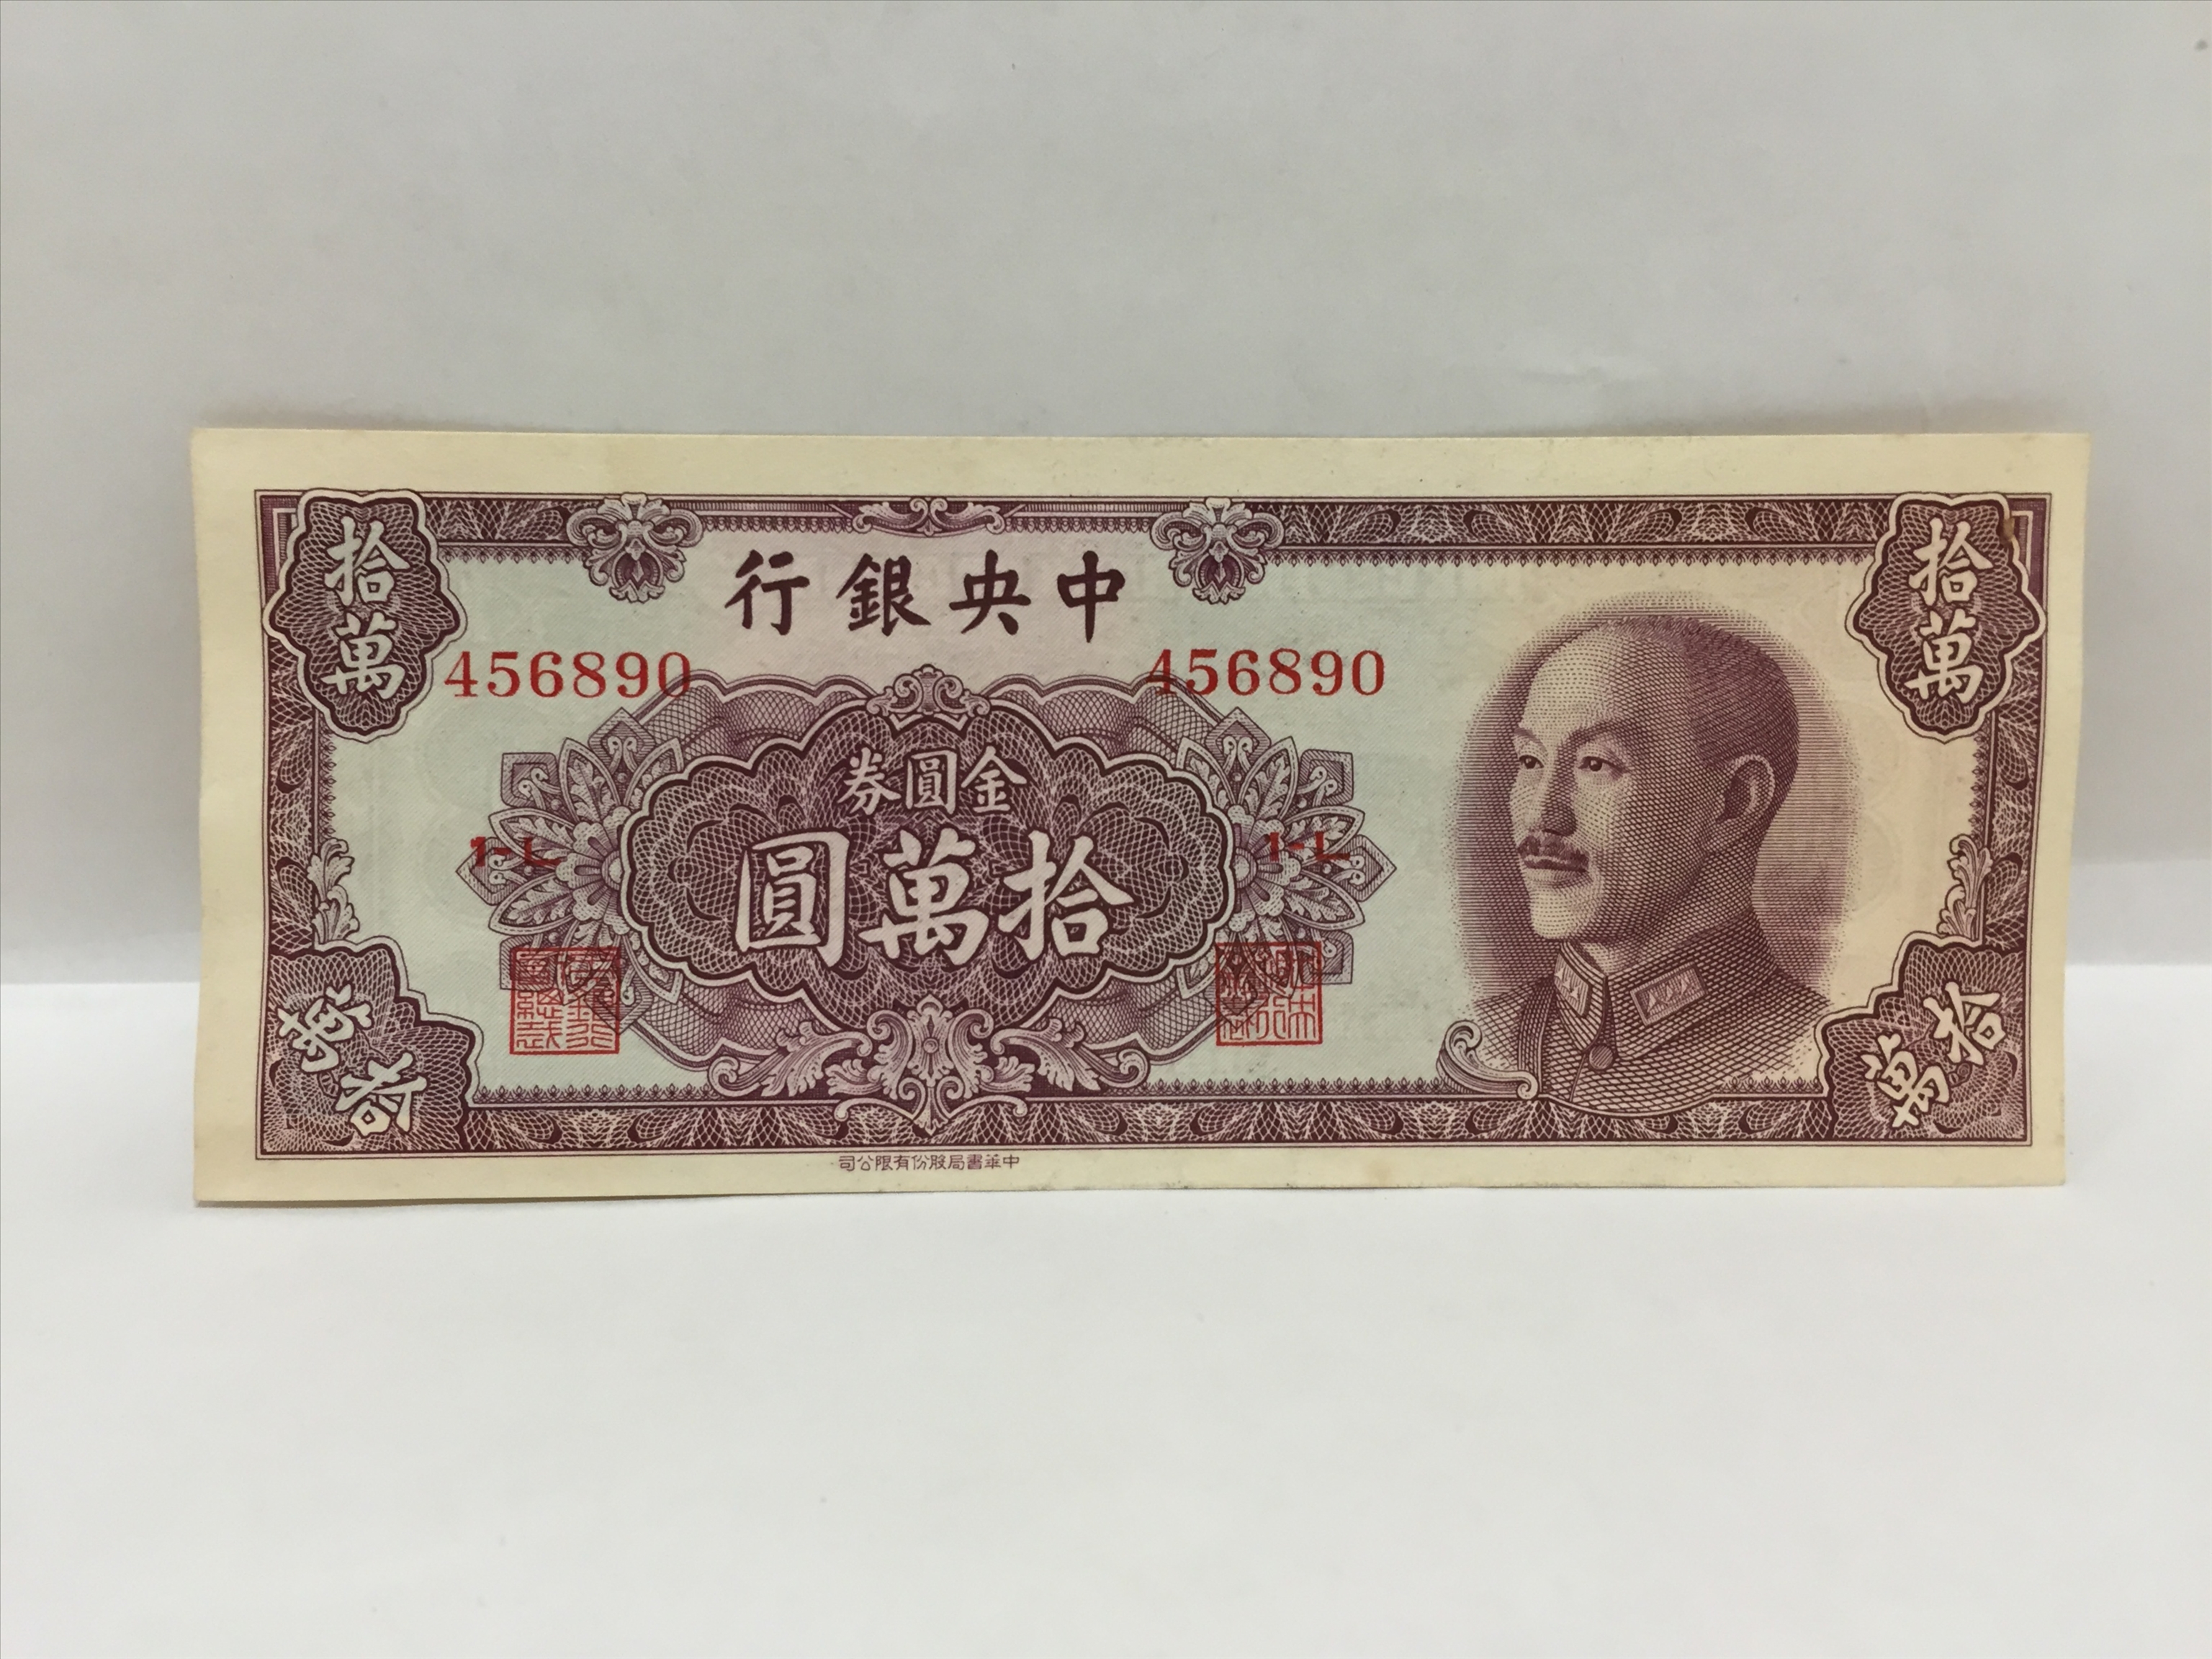 中央銀行
拾萬
拾萬
456890
456890
金圓券
拾萬圓
1-L
1-L
拾萬
拾萬
中華書局股份有限公司